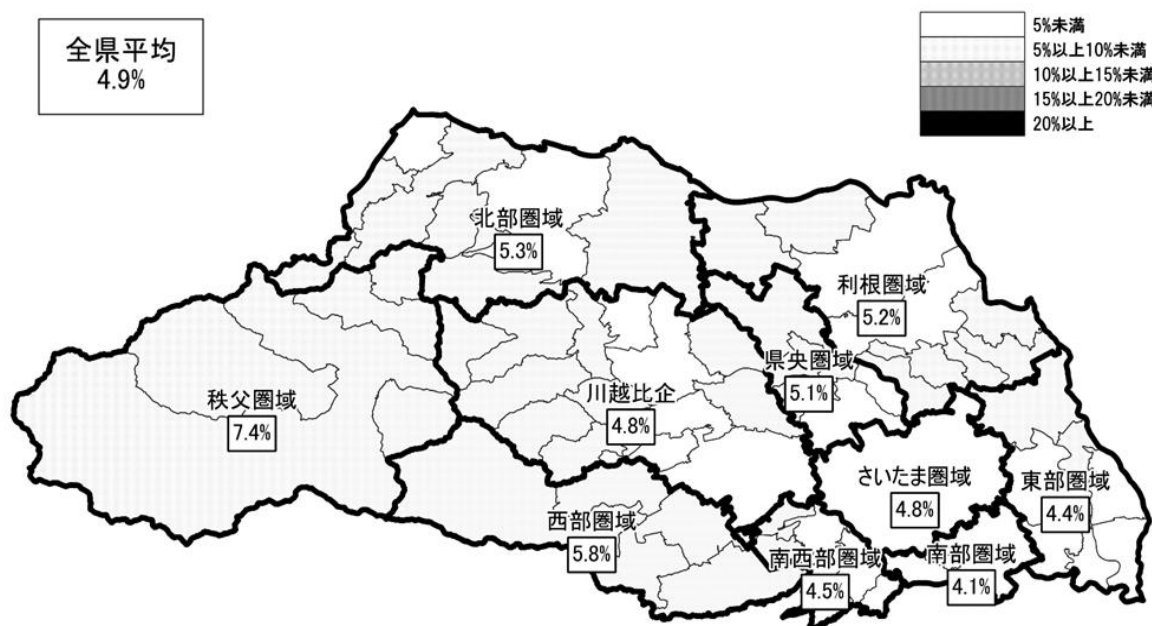 全県平均
4.9%
5%未満
5%以上10%未満
10%以上15%未満
15%以上20%未満
20%以上
北部圏域
5.3%
利根圏域
5.2%
県央圏域
5.1%
秩父圏域
7.4%
川越比企
4.8%
さいたま圏域
4.8%
東部圏域
4.4%
西部圏域
5.8%
南西部圏域
4.5%
南部圏域
4.1%